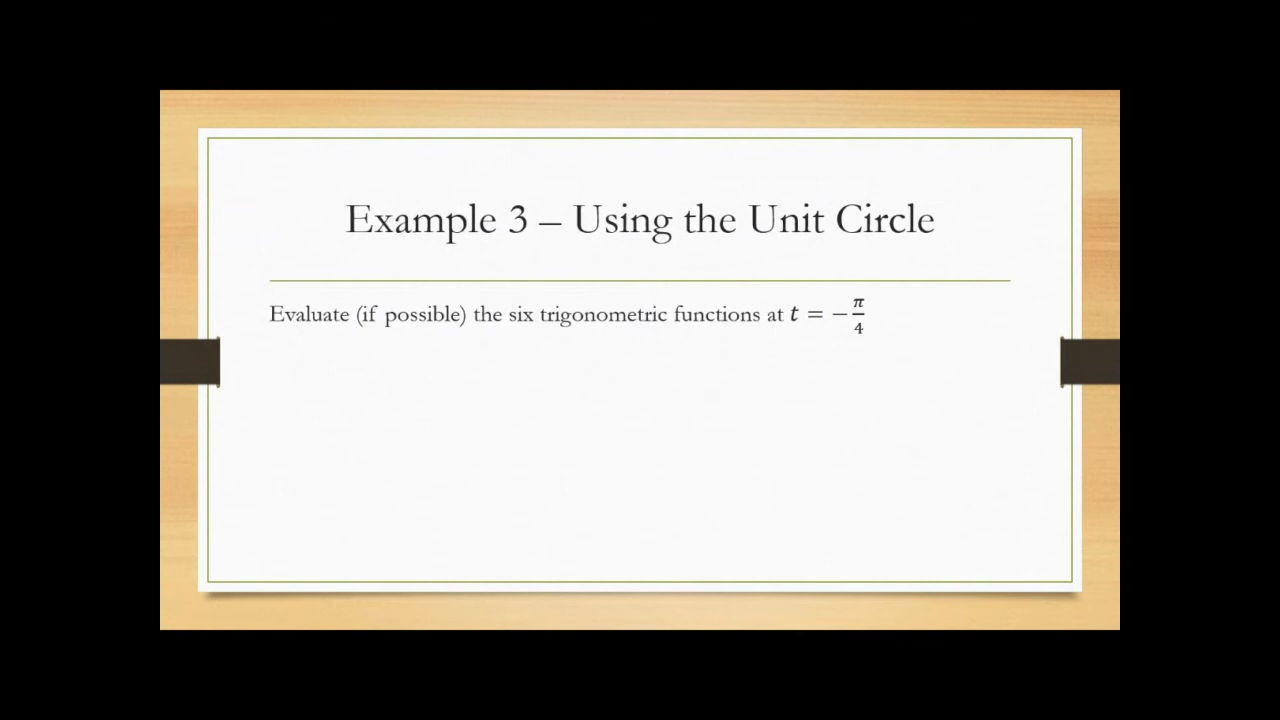 Example 3 – Using the Unit Circle
Evaluate (if possible) the six trigonometric functions at 𝑡 = −𝜋/4